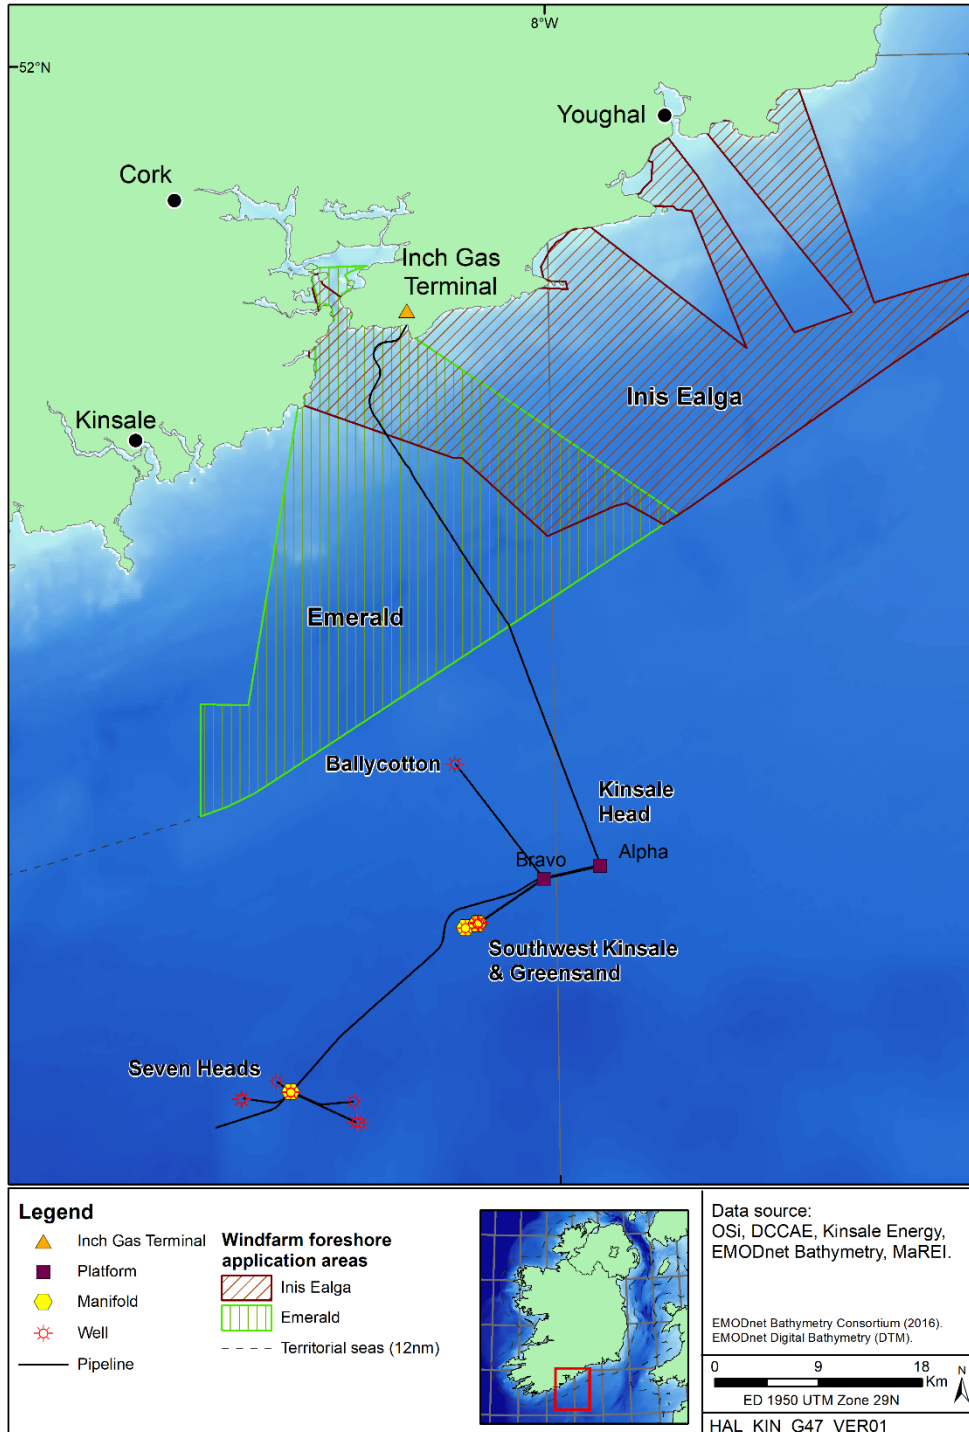 8°W
52°N
Youghal
Cork
Inch Gas
Terminal
Inis Ealga
Kinsale
Emerald
Ballycotton
Kinsale
Head
Bravo
Alpha
Southwest Kinsale
& Greensand
Seven Heads
Legend
Inch Gas Terminal
Platform
Manifold
Well
Pipeline
Windfarm foreshore
application areas
Inis Ealga
Emerald
Territorial seas (12nm)
Data source:
OSi, DCCAE, Kinsale Energy,
EMODnet Bathymetry, MaREI.
EMODnet Bathymetry Consortium (2016).
EMODnet Digital Bathymetry (DTM).
0 9 18
Km
N
ED 1950 UTM Zone 29N
HAL_KIN_G47_VER01